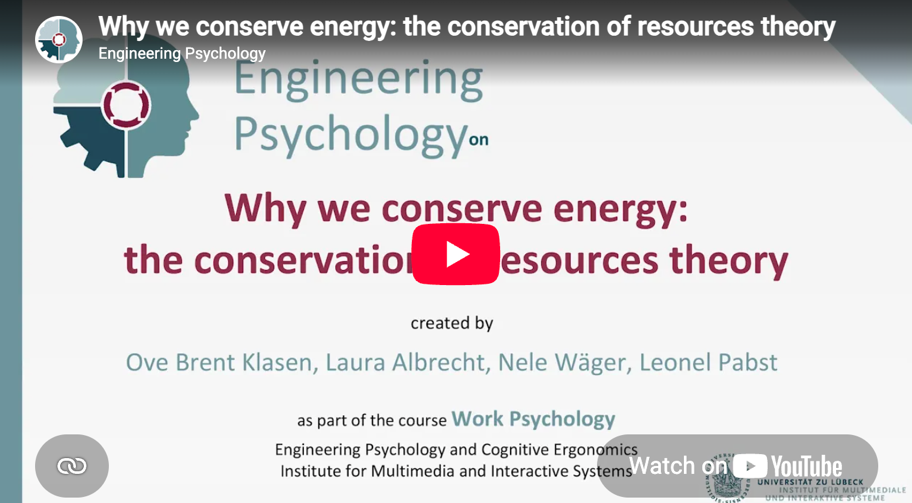 Why we conserve energy: the conservation of resources theory
Engineering Psychology
Engineering
Psychology on
Why we conserve energy:
the conservation resources theory
created by
Ove Brent Klasen, Laura Albrecht, Nele Wäger, Leonel Pabst
as part of the course Work Psychology
Engineering Psychology and Cognitive Ergonomics
Institute for Multimedia and Interactive Systems
Watch on YouTube
UNIVERSITÄT ZU LÜBECK
INSTITUT FÜR MULTIMEDIALE
UND INTERAKTIVE SYSTEME